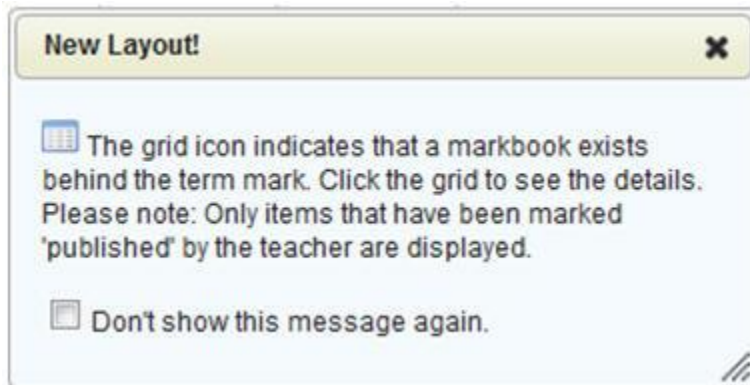 New Layout!
The grid icon indicates that a markbook exists
behind the term mark. Click the grid to see the details.
Please note: Only items that have been marked
'published' by the teacher are displayed.
Don't show this message again.